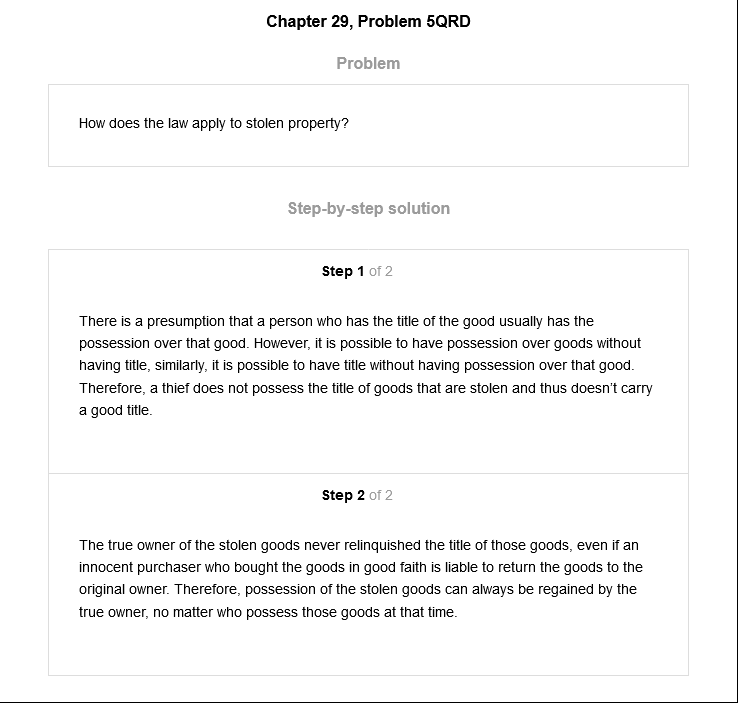 Chapter 29, Problem 5QRD
Problem
How does the law apply to stolen property?
Step-by-step solution
Step 1 of 2
There is a presumption that a person who has the title of the good usually has the
possession over that good. However, it is possible to have possession over goods without
having title, similarly, it is possible to have title without having possession over that good.
Therefore, a thief does not possess the title of goods that are stolen and thus doesn’t carry
a good title.
Step 2 of 2
The true owner of the stolen goods never relinquished the title of those goods, even if an
innocent purchaser who bought the goods in good faith is liable to return the goods to the
original owner. Therefore, possession of the stolen goods can always be regained by the
true owner, no matter who possess those goods at that time.